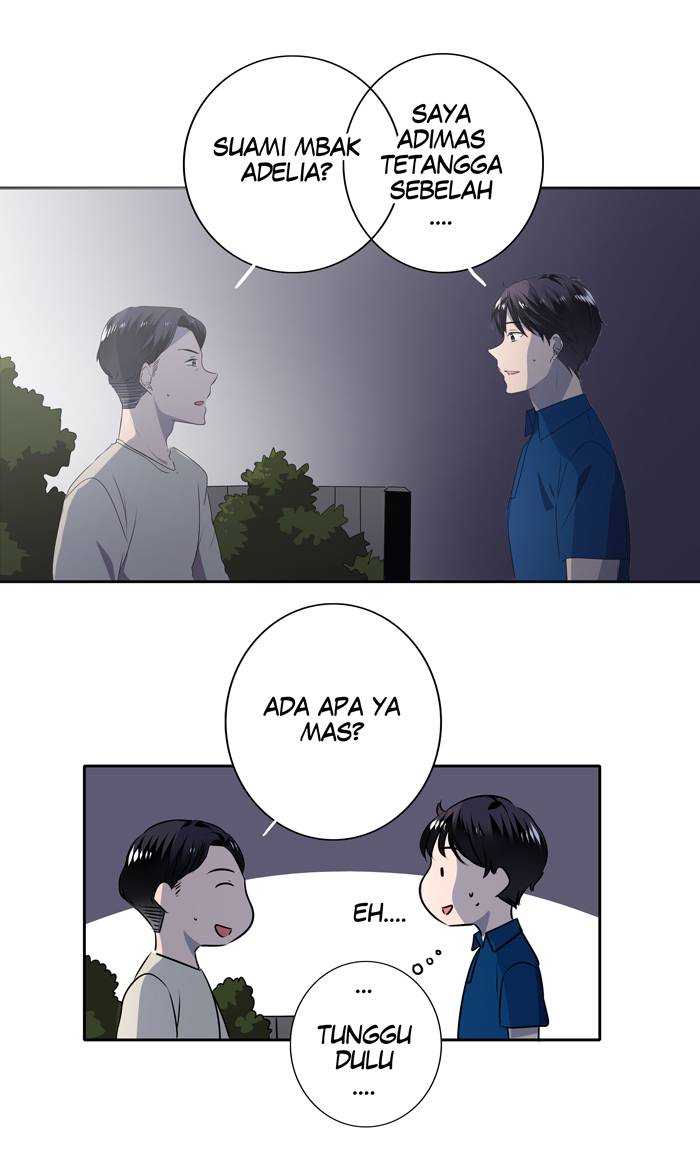 SUAMI MBAK
ADELIA?
SAYA
ADIMAS
TETANGGA
SEBELAH
....
ADA APA YA
MAS?
EH....
...
TUNGGU
DULU
....